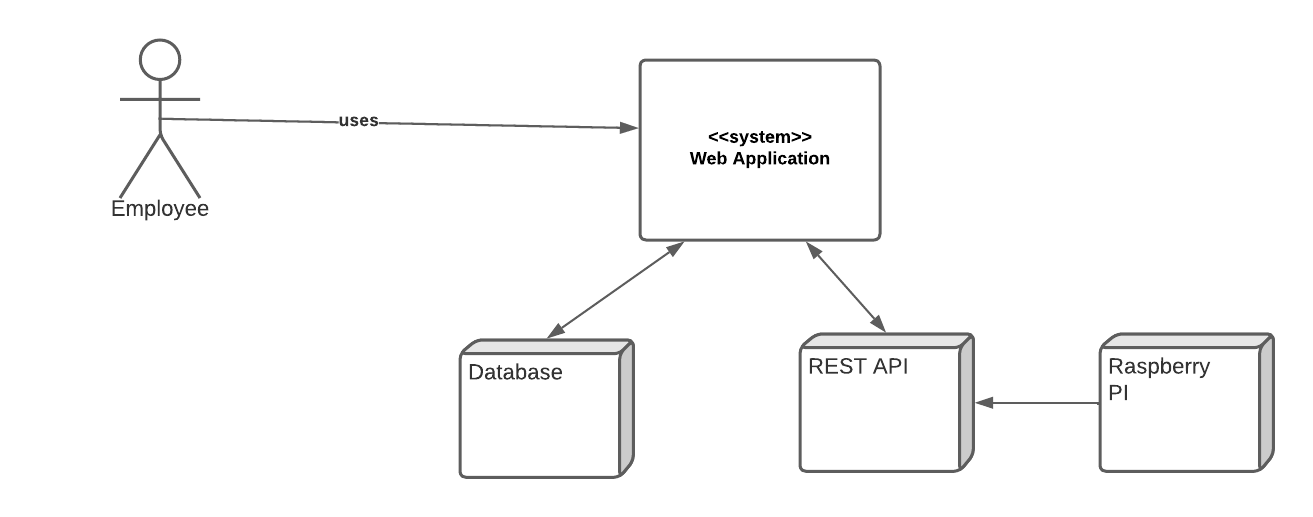 uses
<<system>>
Web Application
Employee
Database
REST API
Raspberry
PI